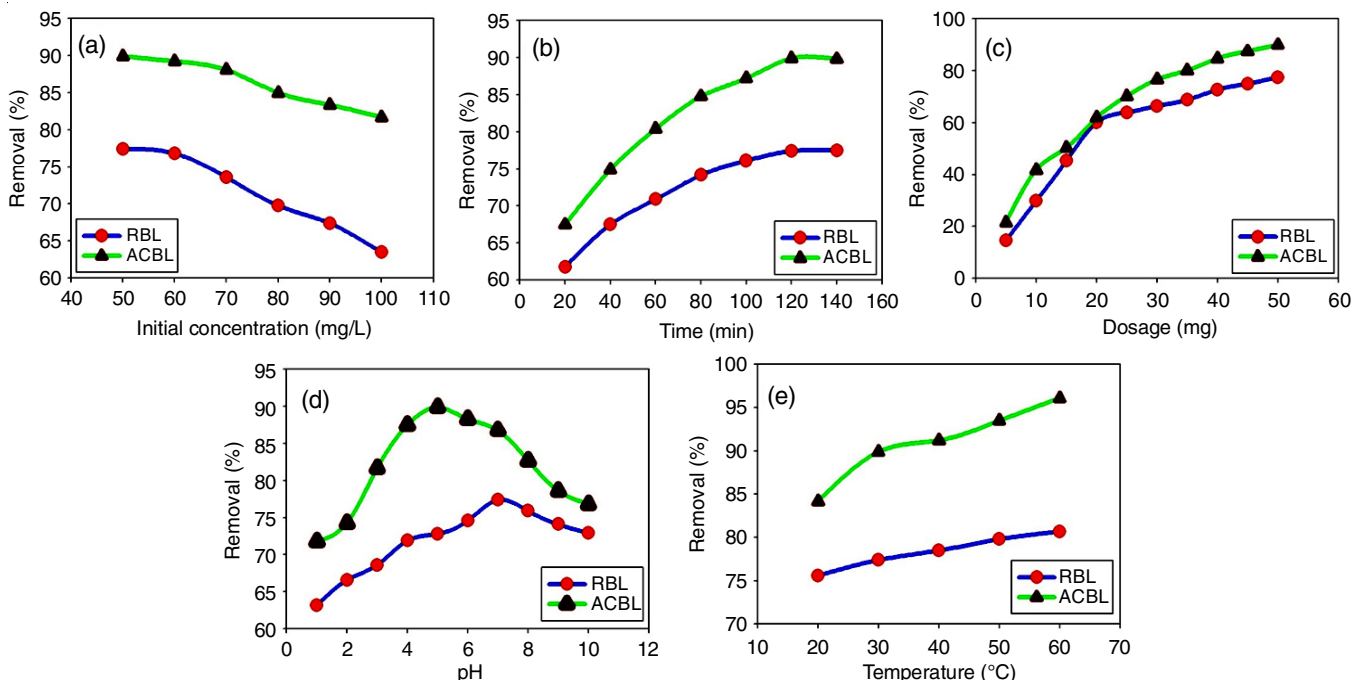 (a)
95
90
85
80
75
70
65
60
Removal (%)
RBL
ACBL
40 50 60 70 80 90 100 110
Initial concentration (mg/L)
(b)
95
90
85
80
75
70
65
60
Removal (%)
RBL
ACBL
0 20 40 60 80 100 120 140 160
Time (min)
(c)
100
80
60
40
20
0
Removal (%)
RBL
ACBL
0 10 20 30 40 50 60
Dosage (mg)
(d)
95
90
85
80
75
70
65
60
Removal (%)
RBL
ACBL
0 2 4 6 8 10 12
pH
(e)
100
95
90
85
80
75
70
Removal (%)
RBL
ACBL
10 20 30 40 50 60 70
Temperature (°C)